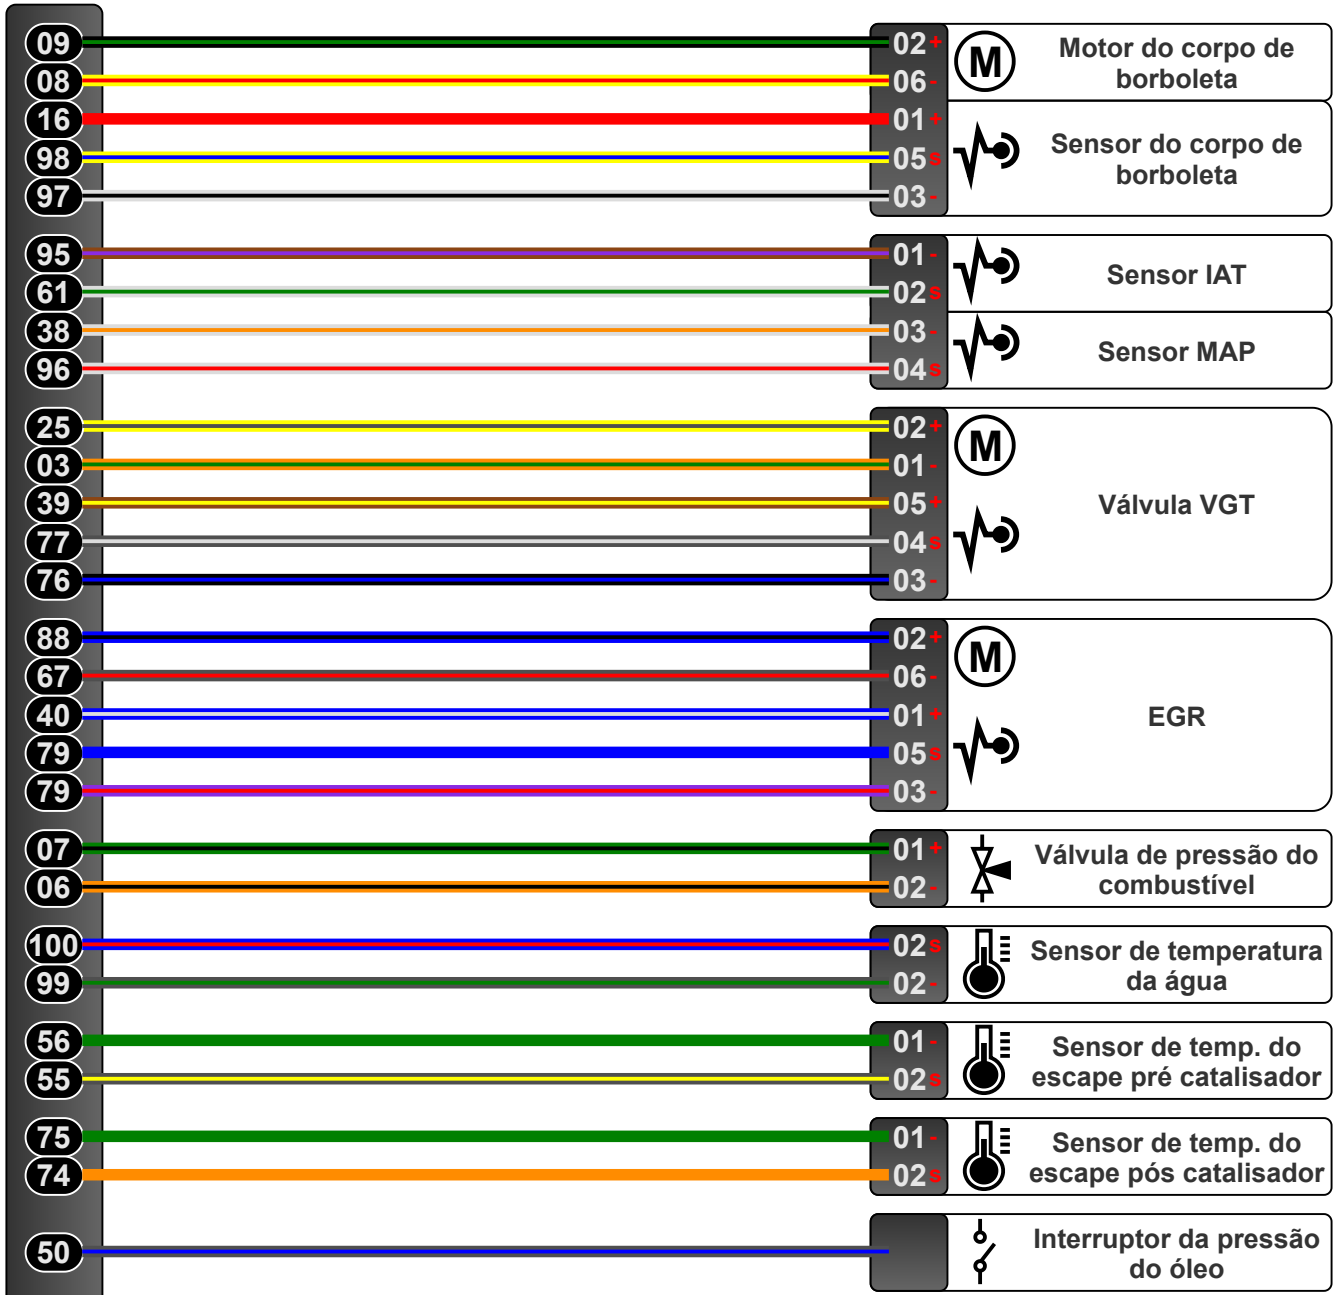 09 02+ M Motor do corpo de
08 06- borboleta
16 01+
98 05s Sensor do corpo de
borboleta
97 03-
95 01-
61 02s Sensor IAT
38 03-
96 04s Sensor MAP
25 02+ M
03 01-
39 05+ Válvula VGT
77 04s
76 03-
88 02+ M
67 06-
40 01+ EGR
79 05s
79 03-
07 01+ Válvula de pressão do
06 02- combustível
100 02s Sensor de temperatura
99 02- da água
56 01- Sensor de temp. do
55 02s escape pré catalisador
75 01- Sensor de temp. do
74 02s escape pós catalisador
50 Interruptor da pressão
do óleo